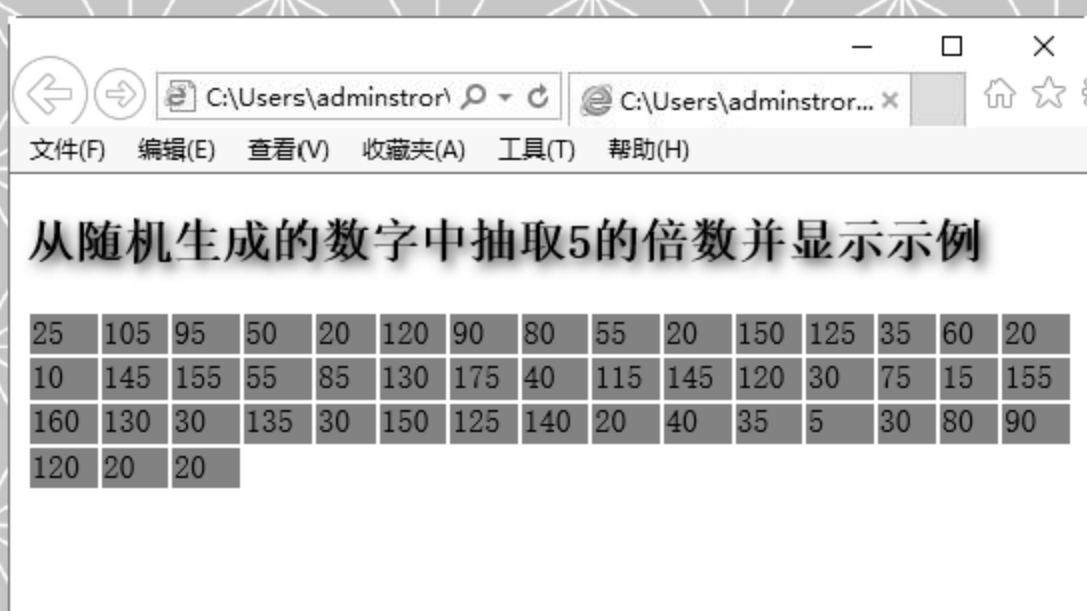 C:\Users\adminstror\
C:\Users\adminstror...
文件(F) 编辑(E) 查看(V) 收藏夹(A) 工具(T) 帮助(H)
从随机生成的数字中抽取5的倍数并显示示例
25 105 95 50 20 120 90 80 55 20 150 125 35 60 20
10 145 155 55 85 130 175 40 115 145 120 30 75 15 155
160 130 30 135 30 150 125 140 20 40 35 5 30 80 90
120 20 20